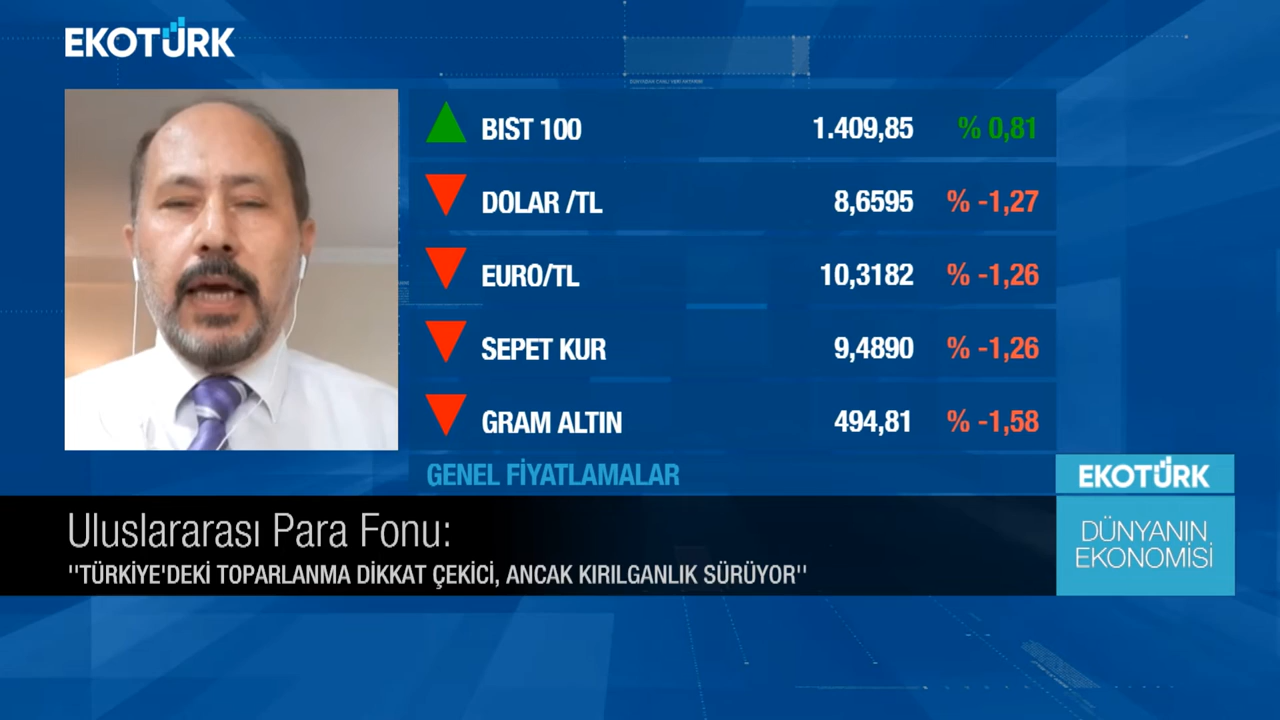 EKOTÜRK
BIST 100 1.409,85 % 0,81
DOLAR /TL 8,6595 % -1,27
EURO/TL 10,3182 % -1,26
SEPET KUR 9,4890 % -1,26
GRAM ALTIN 494,81 % -1,58
GENEL FİYATLAMALAR
EKOTÜRK
Uluslararası Para Fonu:
"TÜRKİYE'DEKİ TOPARLANMA DİKKAT ÇEKİCİ, ANCAK KIRILGANLIK SÜRÜYOR"
DÜNYANIN
EKONOMİSİ